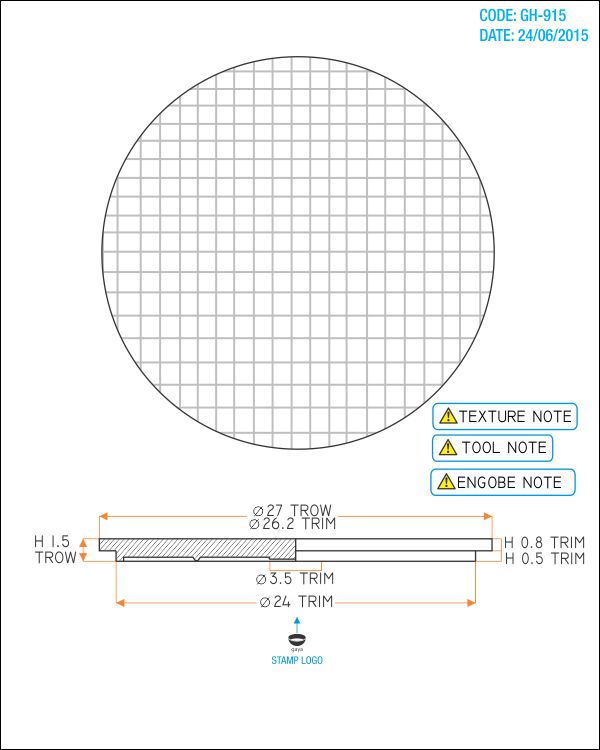 CODE: GH-915
DATE: 24/06/2015
TEXTURE NOTE
TOOL NOTE
ENGOBE NOTE
⌀27 TROW
⌀26.2 TRIM
H 1.5
TROW
H 0.8 TRIM
H 0.5 TRIM
⌀3.5 TRIM
⌀24 TRIM
gaya
STAMP LOGO